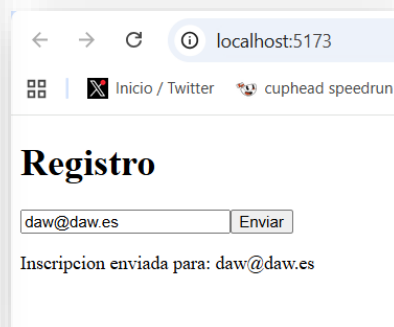 localhost:5173
Inicio / Twitter cuphead speedrun
Registro
daw@daw.es Enviar
Inscripcion enviada para: daw@daw.es